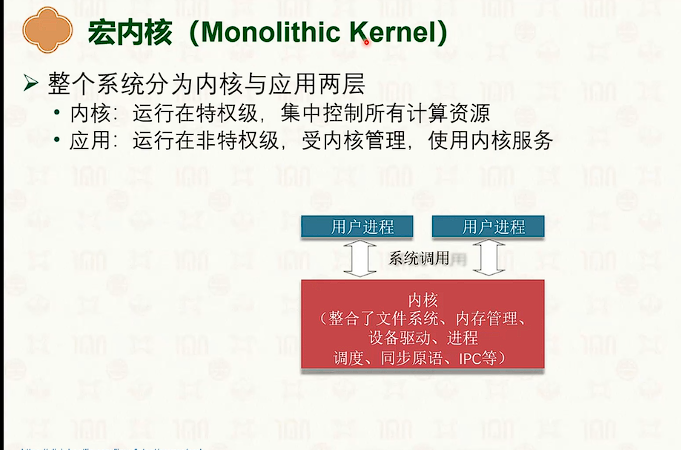 宏内核（Monolithic Kernel）
整个系统分为内核与应用两层
内核：运行在特权级，集中控制所有计算资源
应用：运行在非特权级，受内核管理，使用内核服务
用户进程 用户进程
系统调用
内核
（整合了文件系统、内存管理、
设备驱动、进程
调度、同步原语、IPC等）